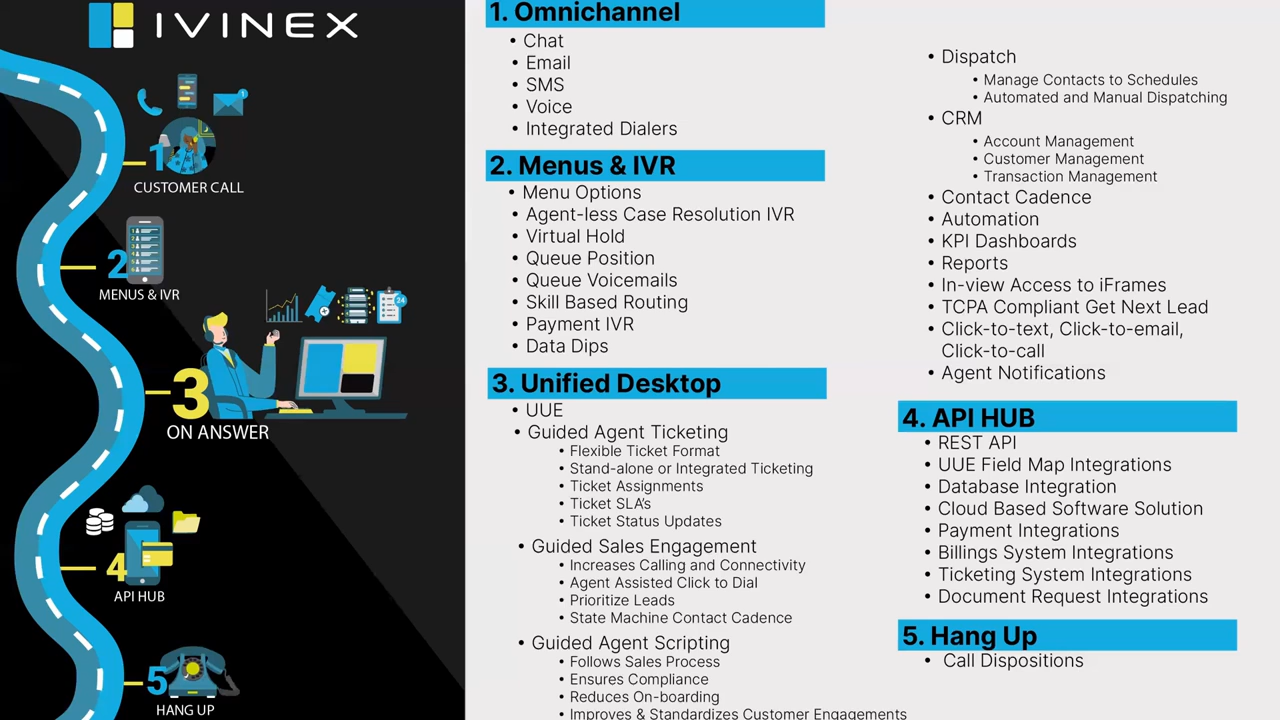 IVINEX
1
CUSTOMER CALL
2
MENUS & IVR
24
3
ON ANSWER
4
API HUB
5
HANG UP
1. Omnichannel
• Chat
• Email
• SMS
• Voice
• Integrated Dialers
2. Menus & IVR
• Menu Options
• Agent-less Case Resolution IVR
• Virtual Hold
• Queue Position
• Queue Voicemails
• Skill Based Routing
• Payment IVR
• Data Dips
3. Unified Desktop
• UUE
• Guided Agent Ticketing
• Flexible Ticket Format
• Stand-alone or Integrated Ticketing
• Ticket Assignments
• Ticket SLA's
• Ticket Status Updates
• Guided Sales Engagement
• Increases Calling and Connectivity
• Agent Assisted Click to Dial
• Prioritize Leads
• State Machine Contact Cadence
• Guided Agent Scripting
• Follows Sales Process
• Ensures Compliance
• Reduces On-boarding
• Improves & Standardizes Customer Engagements
• Dispatch
• Manage Contacts to Schedules
• Automated and Manual Dispatching
• CRM
• Account Management
• Customer Management
• Transaction Management
• Contact Cadence
• Automation
• KPI Dashboards
• Reports
• In-view Access to iFrames
• TCPA Compliant Get Next Lead
• Click-to-text, Click-to-email,
Click-to-call
• Agent Notifications
4. API HUB
• REST API
• UUE Field Map Integrations
• Database Integration
• Cloud Based Software Solution
• Payment Integrations
• Billings System Integrations
• Ticketing System Integrations
• Document Request Integrations
5. Hang Up
• Call Dispositions